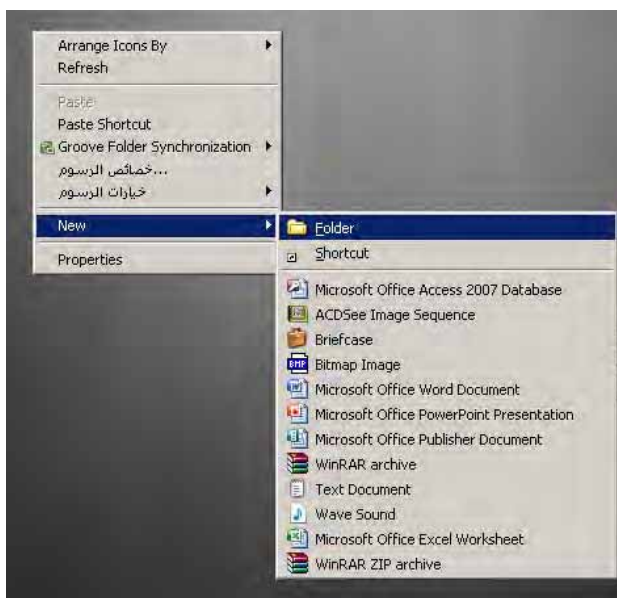 Arrange Icons By
Refresh
Paste
Paste Shortcut
Groove Folder Synchronization
خصائص الرسوم...
خيارات الرسوم
New
Properties
Folder
Shortcut
Microsoft Office Access 2007 Database
ACDSee Image Sequence
Briefcase
BMP
Bitmap Image
Microsoft Office Word Document
Microsoft Office PowerPoint Presentation
Microsoft Office Publisher Document
WinRAR archive
Text Document
Wave Sound
Microsoft Office Excel Worksheet
WinRAR ZIP archive